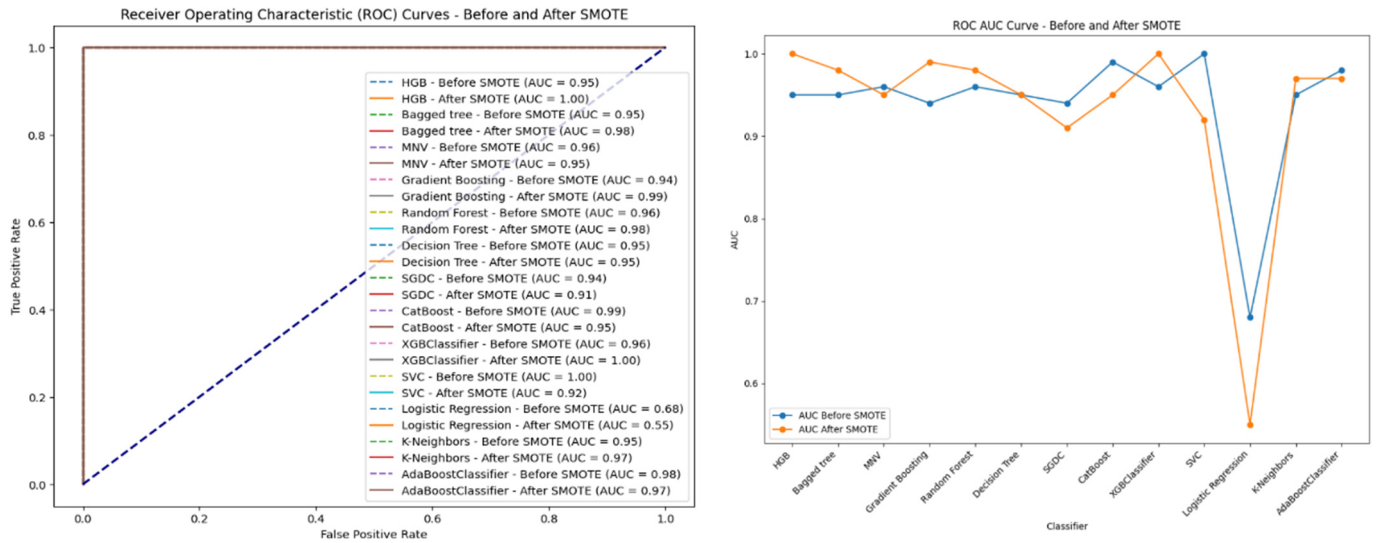 Receiver Operating Characteristic (ROC) Curves - Before and After SMOTE
True Positive Rate
1.0
0.8
0.6
0.4
0.2
0.0
HGB - Before SMOTE (AUC = 0.95)
HGB - After SMOTE (AUC = 1.00)
Bagged tree - Before SMOTE (AUC = 0.95)
Bagged tree - After SMOTE (AUC = 0.98)
MNV - Before SMOTE (AUC = 0.96)
MNV - After SMOTE (AUC = 0.95)
Gradient Boosting - Before SMOTE (AUC = 0.94)
Gradient Boosting - After SMOTE (AUC = 0.99)
Random Forest - Before SMOTE (AUC = 0.96)
Random Forest - After SMOTE (AUC = 0.98)
Decision Tree - Before SMOTE (AUC = 0.95)
Decision Tree - After SMOTE (AUC = 0.95)
SGDC - Before SMOTE (AUC = 0.94)
SGDC - After SMOTE (AUC = 0.91)
CatBoost - Before SMOTE (AUC = 0.99)
CatBoost - After SMOTE (AUC = 0.95)
XGBClassifier - Before SMOTE (AUC = 0.96)
XGBClassifier - After SMOTE (AUC = 1.00)
SVC - Before SMOTE (AUC = 1.00)
SVC - After SMOTE (AUC = 0.92)
Logistic Regression - Before SMOTE (AUC = 0.68)
Logistic Regression - After SMOTE (AUC = 0.55)
K-Neighbors - Before SMOTE (AUC = 0.95)
K-Neighbors - After SMOTE (AUC = 0.97)
AdaBoostClassifier - Before SMOTE (AUC = 0.98)
AdaBoostClassifier - After SMOTE (AUC = 0.97)
0.0 0.2 0.4 0.6 0.8 1.0
False Positive Rate
ROC AUC Curve - Before and After SMOTE
AUC
1.0
0.9
0.8
0.7
0.6
AUC Before SMOTE
AUC After SMOTE
HGB
Bagged tree
MNV
Gradient Boosting
Random Forest
Decision Tree
SGDC
CatBoost
XGBClassifier
SVC
Logistic Regression
K-Neighbors
AdaBoostClassifier
Classifier